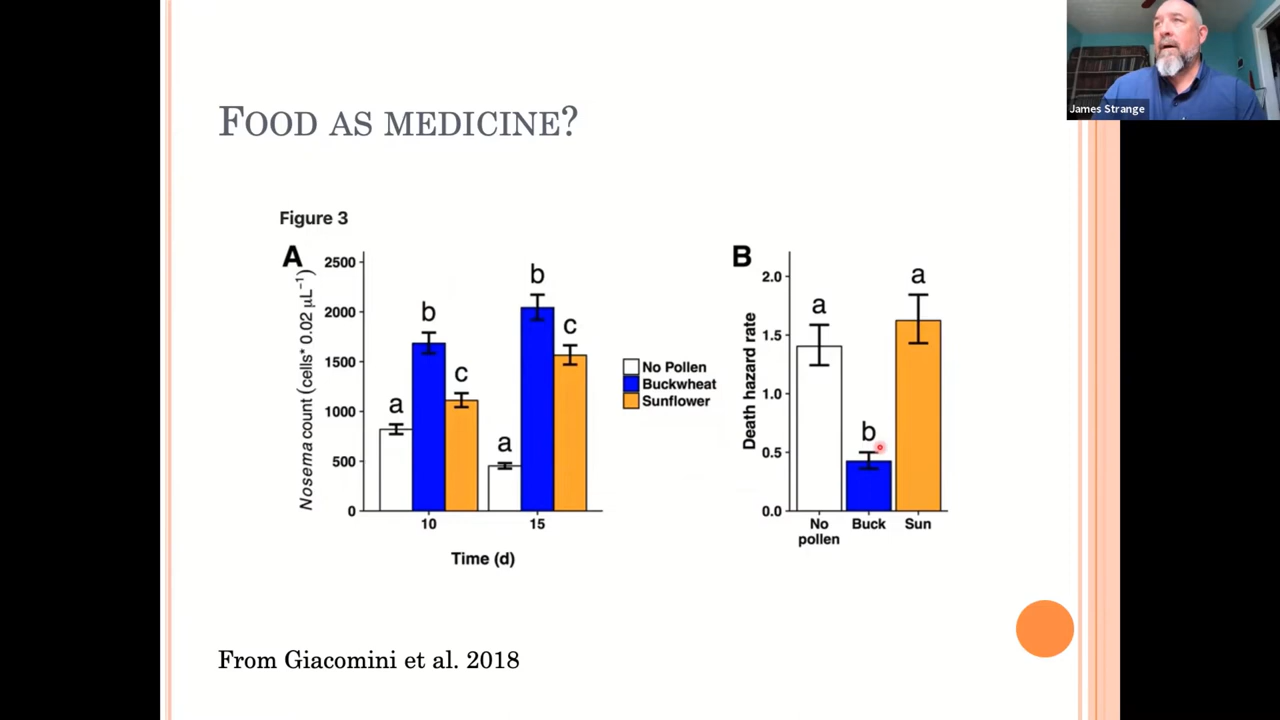 FOOD AS MEDICINE?
James Strange
Figure 3
A
Nosema count (cells* 0.02 µL⁻¹)
2500
2000
1500
1000
500
0
a
b
c
a
b
c
10
15
Time (d)
No Pollen
Buckwheat
Sunflower
B
Death hazard rate
2.0
1.5
1.0
0.5
0.0
a
b
a
No pollen
Buck
Sun
From Giacomini et al. 2018